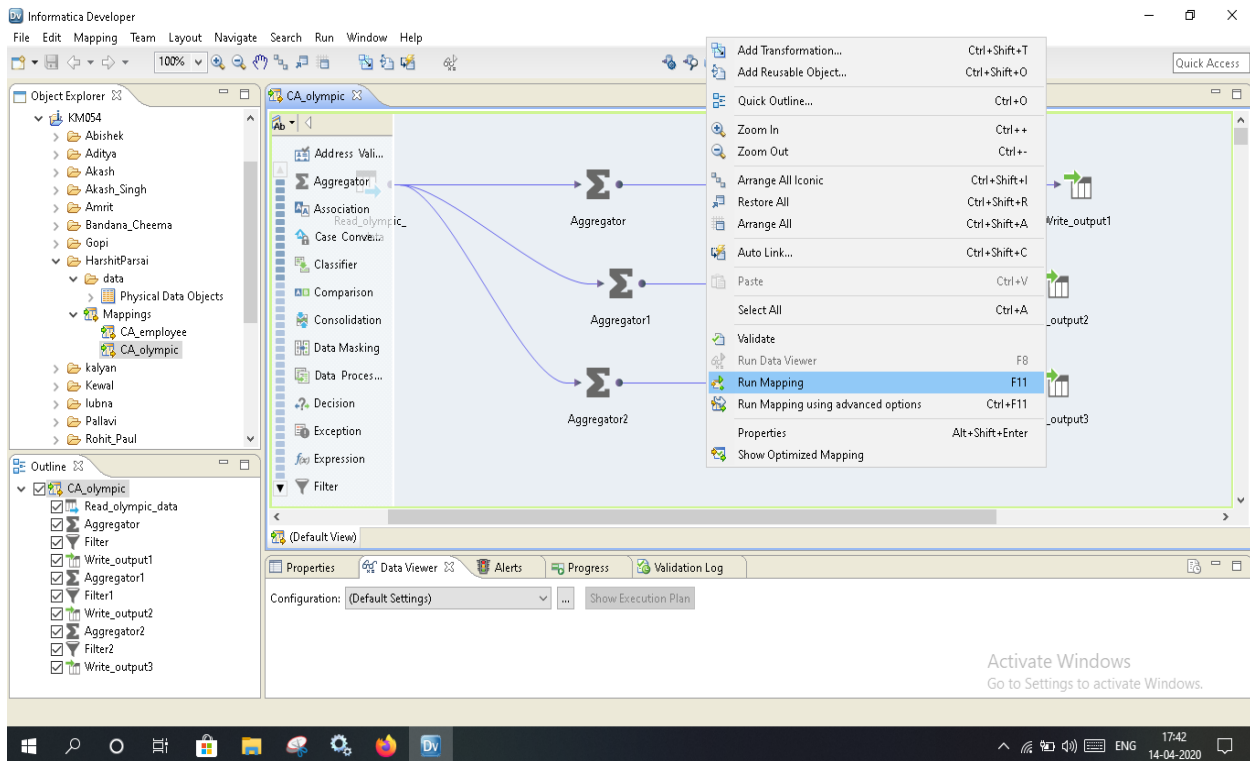 Informatica Developer
File Edit Mapping Team Layout Navigate Search Run Window Help
100%
Quick Access
Object Explorer
KM054
Abishek
Aditya
Akash
Akash_Singh
Amrit
Bandana_Cheema
Gopi
HarshitParsai
data
Physical Data Objects
Mappings
CA_employee
CA_olympic
kalyan
Kewal
lubna
Pallavi
Rohit_Paul
Outline
CA_olympic
Read_olympic_data
Aggregator
Filter
Write_output1
Aggregator1
Filter1
Write_output2
Aggregator2
Filter2
Write_output3
CA_olympic
Ab
Address Vali...
Aggregator
Association
Case Conve...
Classifier
Comparison
Consolidation
Data Masking
Data Proces...
Decision
Exception
Expression
Filter
Read_olympic_
data
Aggregator
Aggregator1
Aggregator2
Write_output1
_output2
_output3
Add Transformation... Ctrl+Shift+T
Add Reusable Object... Ctrl+Shift+O
Quick Outline... Ctrl+O
Zoom In Ctrl++
Zoom Out Ctrl+-
Arrange All Iconic Ctrl+Shift+I
Restore All Ctrl+Shift+R
Arrange All Ctrl+Shift+A
Auto Link... Ctrl+Shift+C
Paste Ctrl+V
Select All Ctrl+A
Validate
Run Data Viewer F8
Run Mapping F11
Run Mapping using advanced options Ctrl+F11
Properties Alt+Shift+Enter
Show Optimized Mapping
(Default View)
Properties Data Viewer Alerts Progress Validation Log
Configuration: (Default Settings) ... Show Execution Plan
Activate Windows
Go to Settings to activate Windows.
Dv
ENG
17:42
14-04-2020